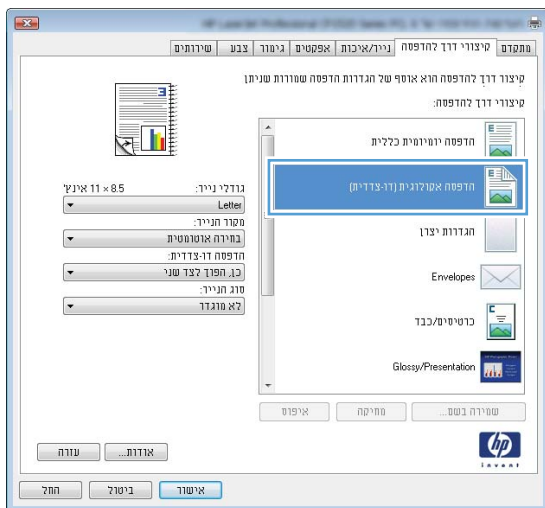 מתקדם
קיצורי דרך להדפסה
נייר/איכות
אפקטים
גימור
צבע
שירותים
קיצור דרך להדפסה הוא אוסף של הגדרות הדפסה שמורות שניתן
קיצורי דרך להדפסה:
הדפסה יומיומית כללית
הדפסה אקולוגית (דו-צדדית)
הגדרות יצרן
Envelopes
כרטיסים/כבד
Glossy/Presentation
שמירה בשם...
מחיקה
איפוס
גודלי נייר:
8.5 × 11 אינץ'
Letter
מקור הנייר:
בחירה אוטומטית
הדפסה דו-צדדית:
כן, הפוך לצד שני
סוג הנייר:
לא מוגדר
3
hp
invent
אודות...
עזרה
אישור
ביטול
החל